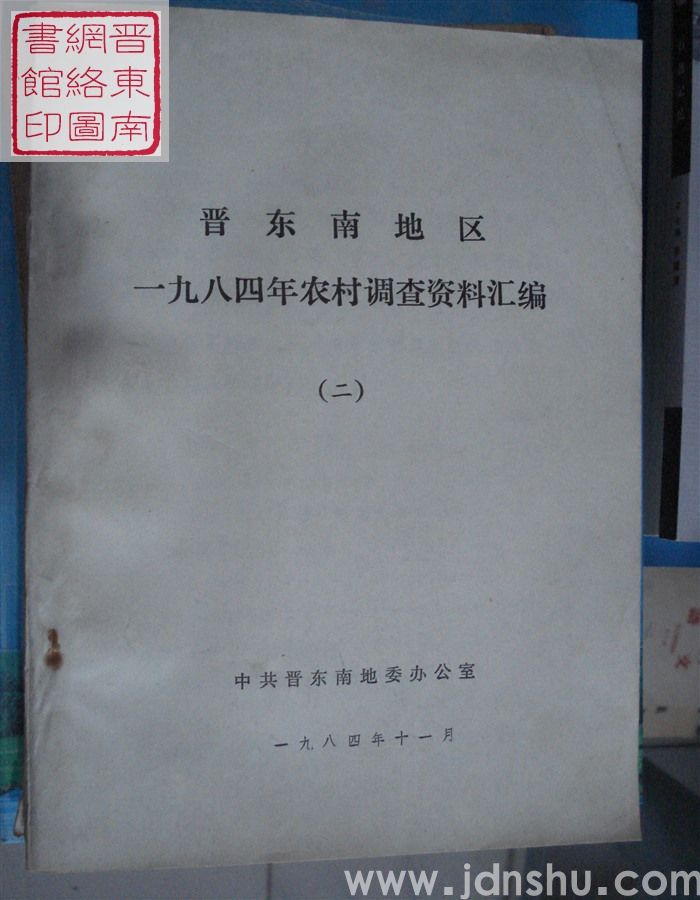 晋東南
網絡圖
書館印
晋东南地区
一九八四年农村调查资料汇编
（二）
中共晋东南地委办公室
一九八四年十一月
www.jdnshu.com